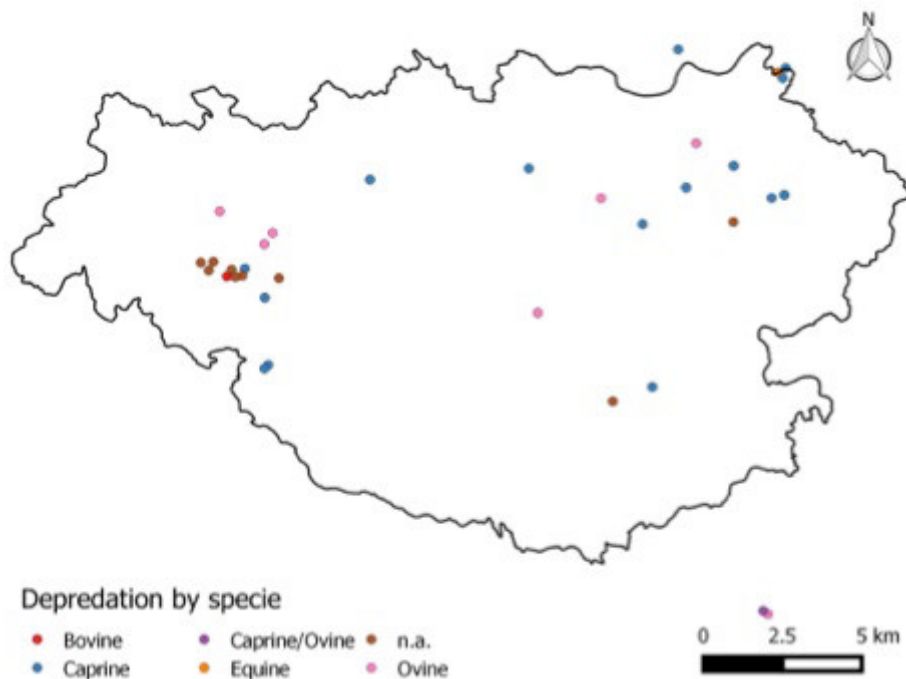 N
Depredation by specie
Bovine Caprine/Ovine n.a.
Caprine Equine Ovine
0 2.5 5 km